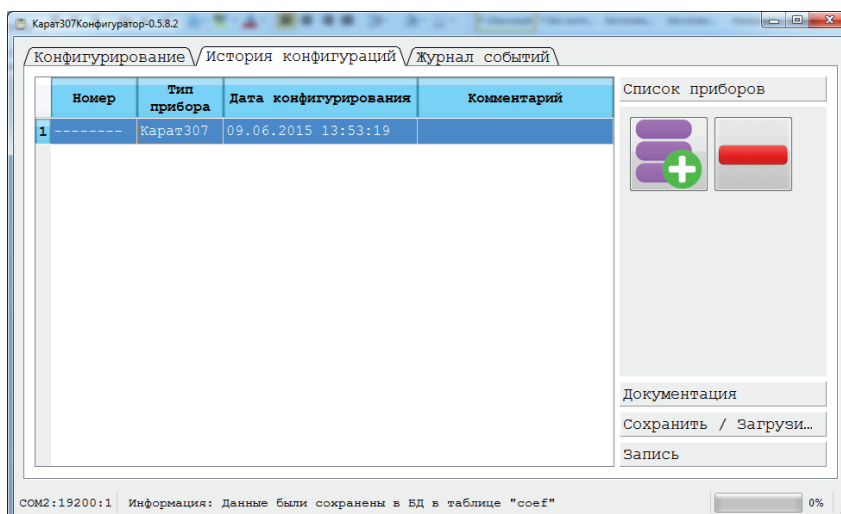 Карат307Конфигуратор-0.5.8.2
Конфигурирование История конфигураций Журнал событий
Номер Тип прибора Дата конфигурирования Комментарий
1 -------- Карат307 09.06.2015 13:53:19
Список приборов
Документация
Сохранить / Загрузи…
Запись
COM2:19200:1 Информация: Данные были сохранены в БД в таблице "coef" 0%